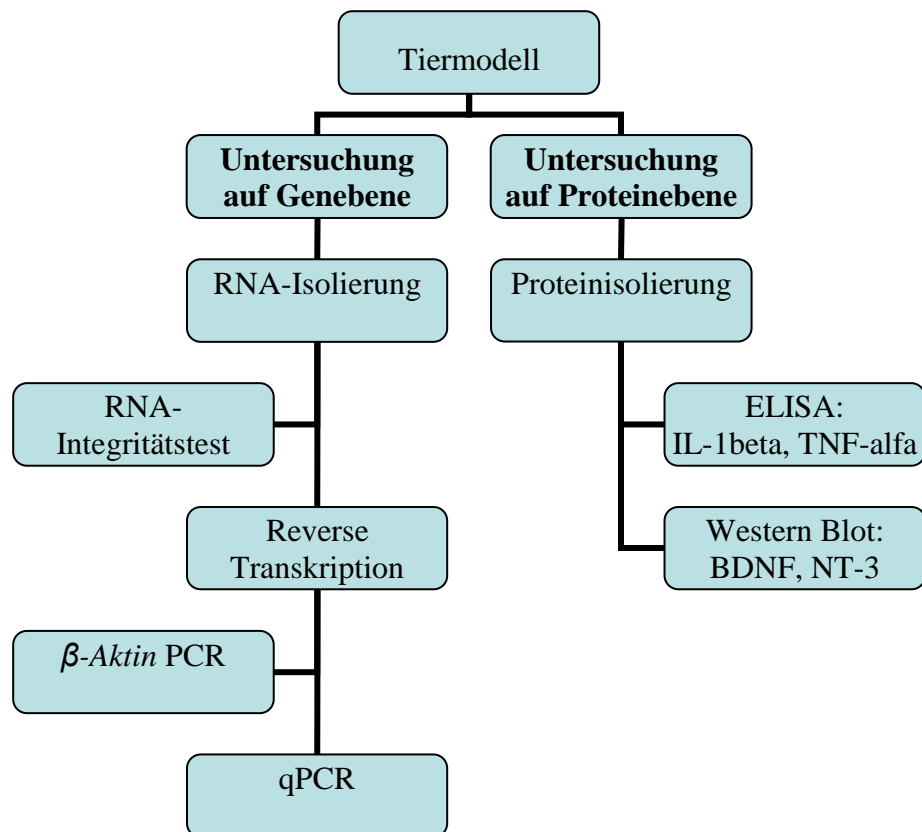 Tiermodell
Untersuchung
auf Genebene
Untersuchung
auf Proteinebene
RNA-Isolierung
Proteinisolierung
RNA-
Integritätstest
ELISA:
IL-1beta, TNF-alfa
Reverse
Transkription
Western Blot:
BDNF, NT-3
β-Aktin PCR
qPCR